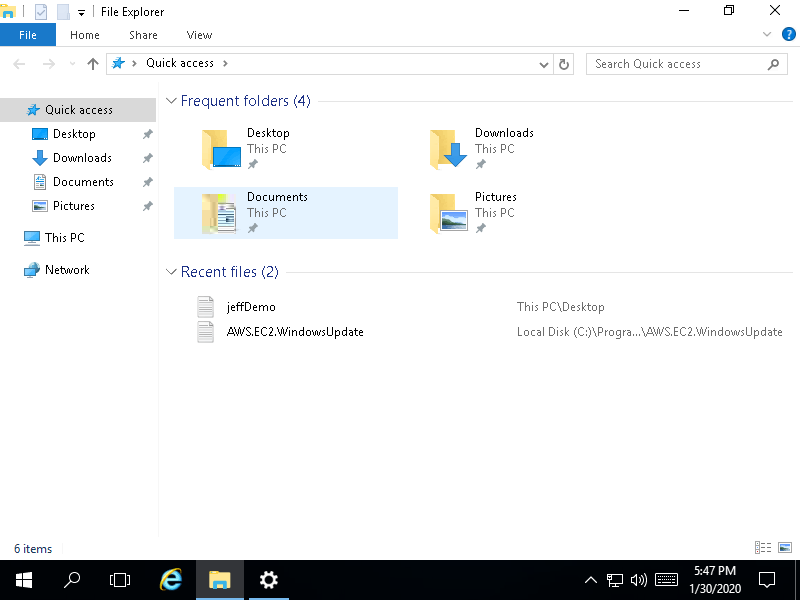 File Explorer
File Home Share View
Quick access
Search Quick access
Quick access
Desktop
Downloads
Documents
Pictures
This PC
Network
Frequent folders (4)
Desktop
This PC
Downloads
This PC
Documents
This PC
Pictures
This PC
Recent files (2)
jeffDemo This PC\Desktop
AWS.EC2.WindowsUpdate Local Disk (C:)\Progra...\AWS.EC2.WindowsUpdate
6 items
5:47 PM
1/30/2020